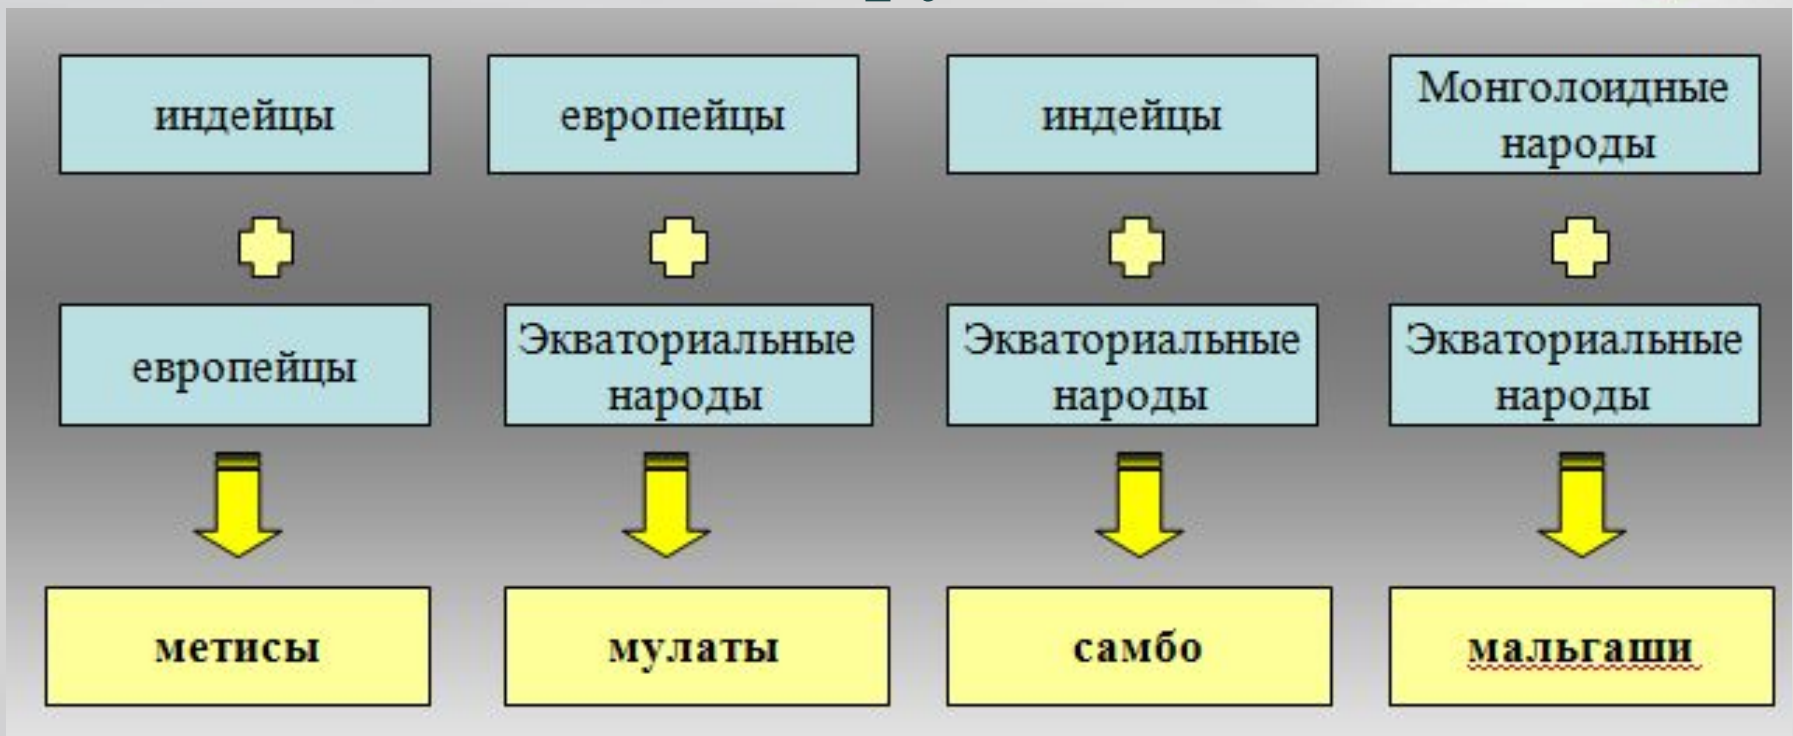 индейцы
европейцы
индейцы
Монголоидные
народы
европейцы
Экваториальные
народы
Экваториальные
народы
Экваториальные
народы
метисы
мулаты
самбо
мальгаши